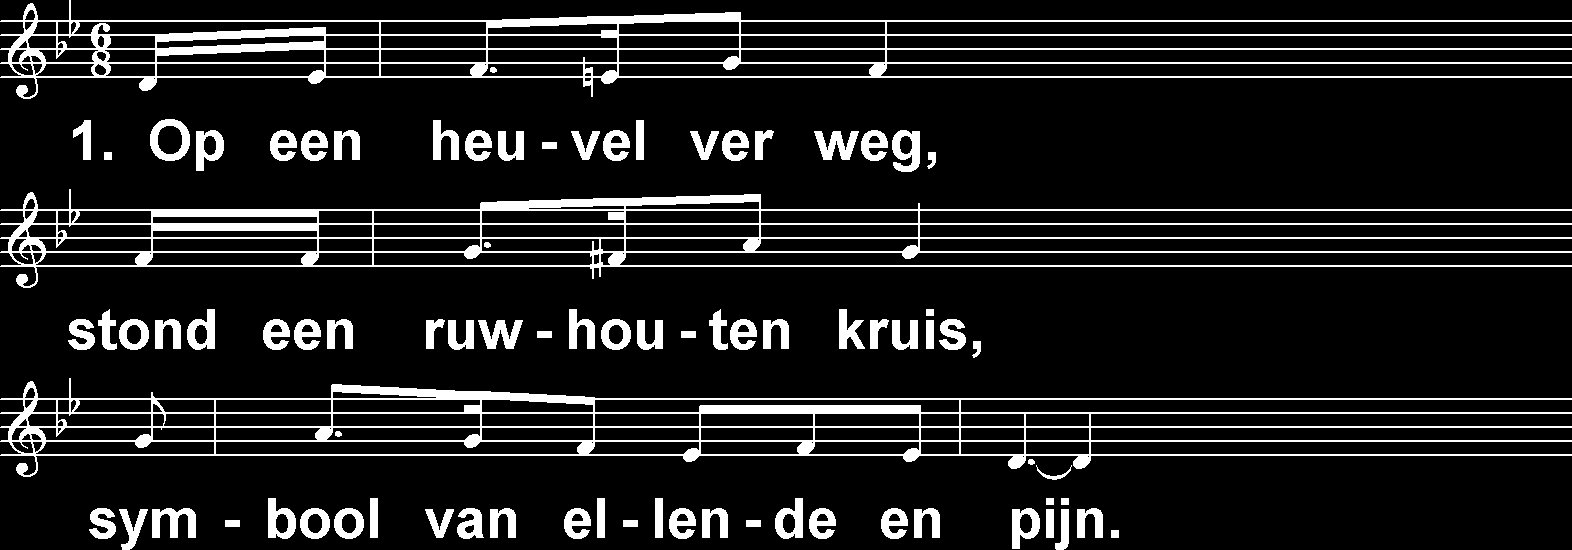 1. Op een heu - vel ver weg,
stond een ruw - hou - ten kruis,
sym - bool van el - len - de en pijn.